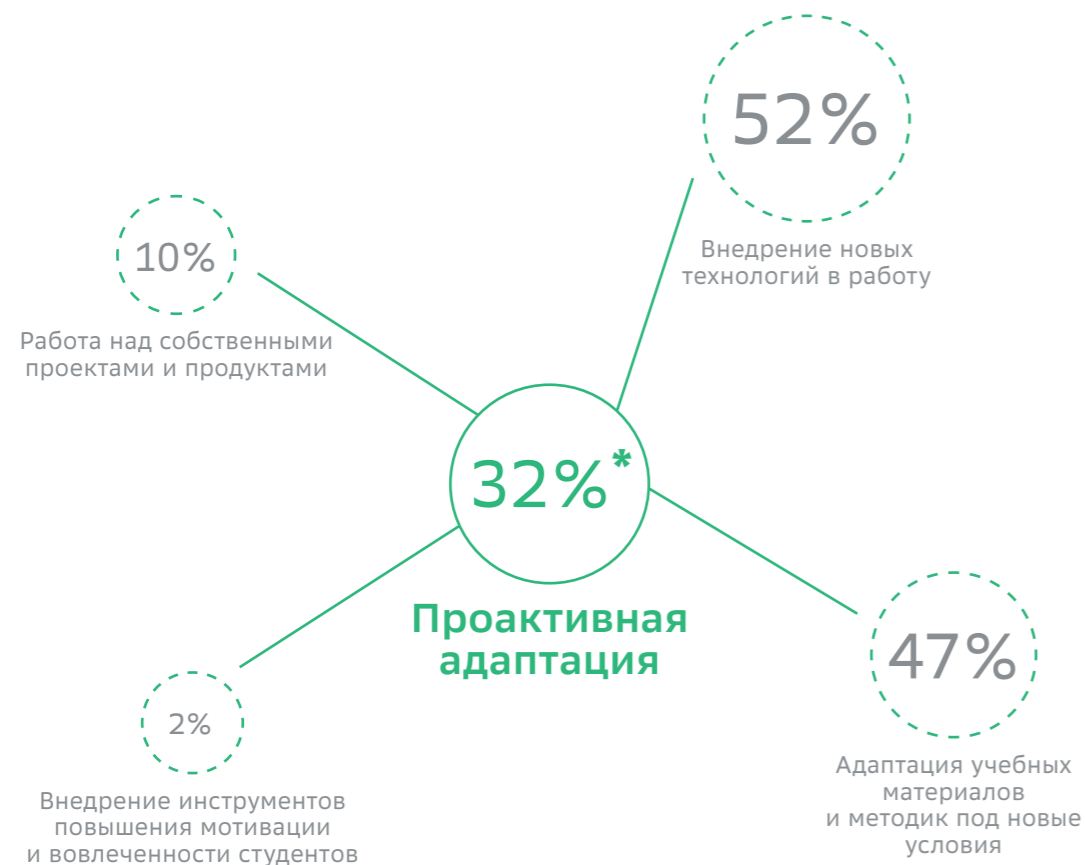 52%
Внедрение новых
технологий в работу
10%
Работа над собственными
проектами и продуктами
32%*
Проактивная
адаптация
47%
Адаптация учебных
материалов
и методик под новые
условия
2%
Внедрение инструментов
повышения мотивации
и вовлеченности студентов